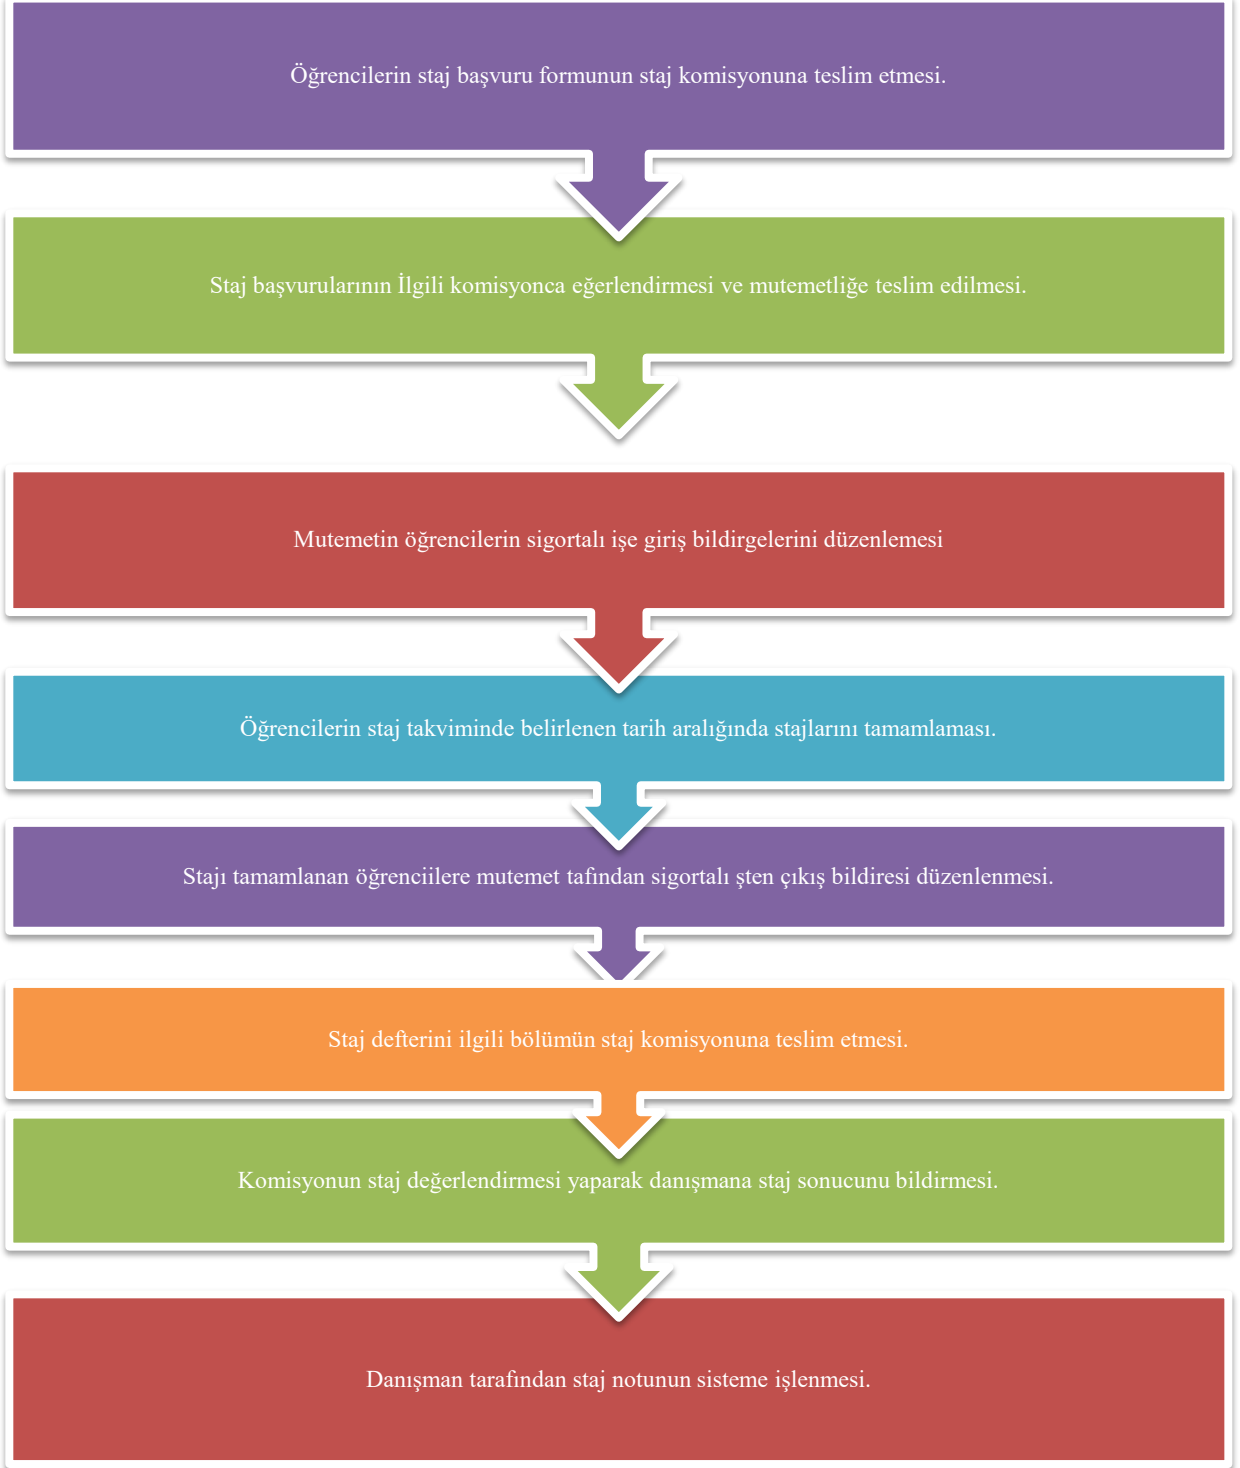 Öğrencilerin staj başvuru formunun staj komisyonuna teslim etmesi.
Staj başvurularının İlgili komisyonca eğerlendirmesi ve mutemetliğe teslim edilmesi.
Mutemetin öğrencilerin sigortalı işe giriş bildirgelerini düzenlemesi
Öğrencilerin staj takviminde belirlenen tarih aralığında stajlarını tamamlaması.
Stajı tamamlanan öğrenciilere mutemet tafından sigortalı şten çıkış bildiresi düzenlenmesi.
Staj defterini ilgili bölümün staj komisyonuna teslim etmesi.
Komisyonun staj değerlendirmesi yaparak danışmana staj sonucunu bildirmesi.
Danışman tarafından staj notunun sisteme işlenmesi.